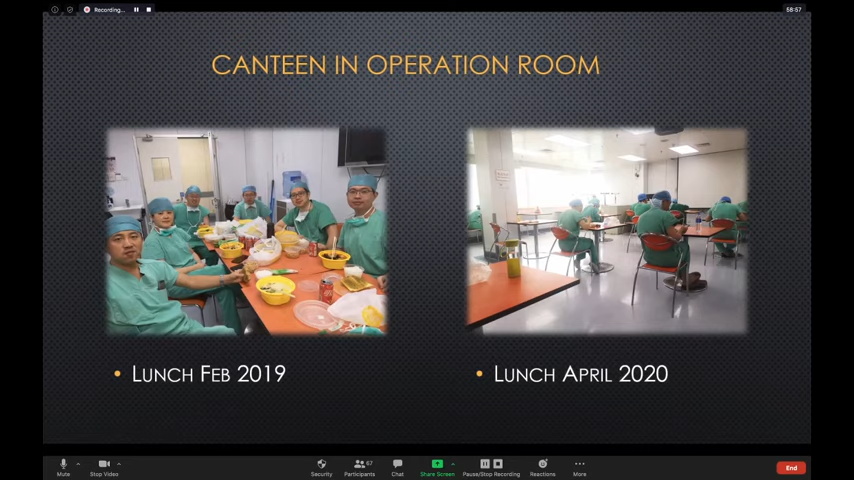 Recording...
58:57
CANTEEN IN OPERATION ROOM
LUNCH FEB 2019
LUNCH APRIL 2020
Mute
Stop Video
Security
Participants
67
Chat
Share Screen
Pause/Stop Recording
Reactions
More
End